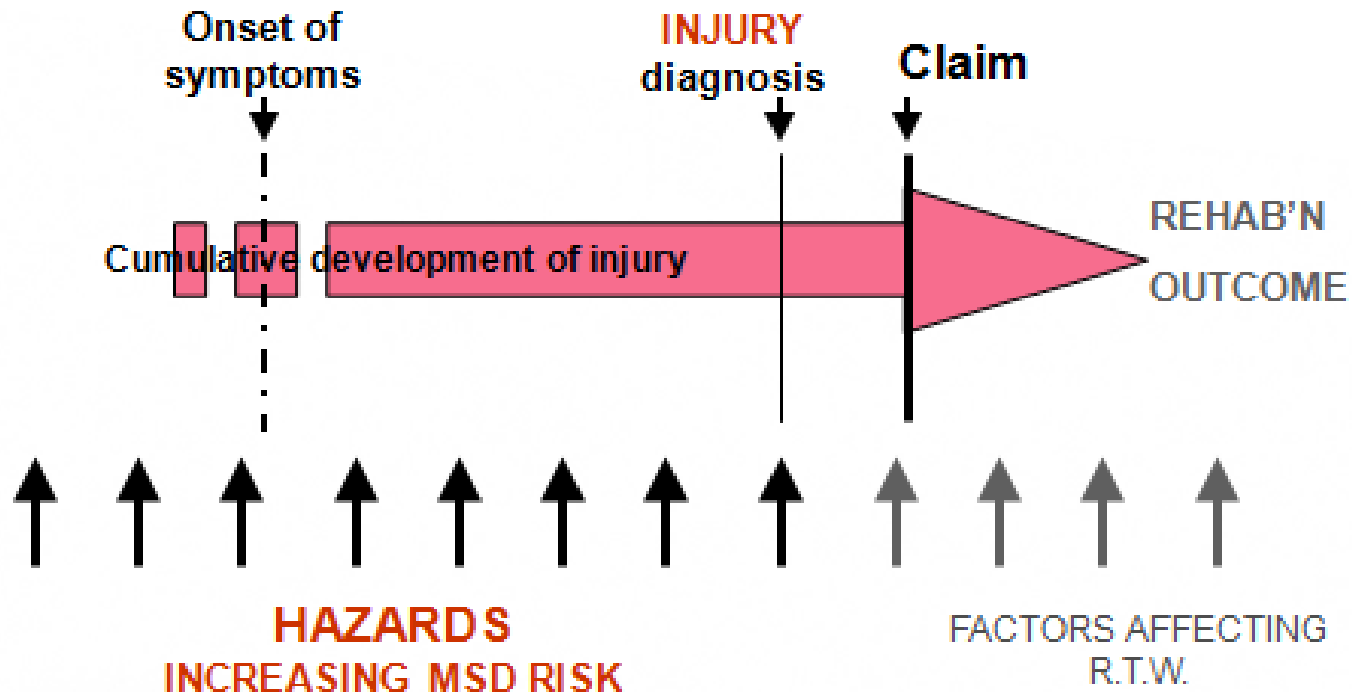 Onset of
symptoms
INJURY
diagnosis
Claim
Cumulative development of injury
REHAB'N
OUTCOME
HAZARDS
INCREASING MSD RISK
FACTORS AFFECTING
R.T.W.